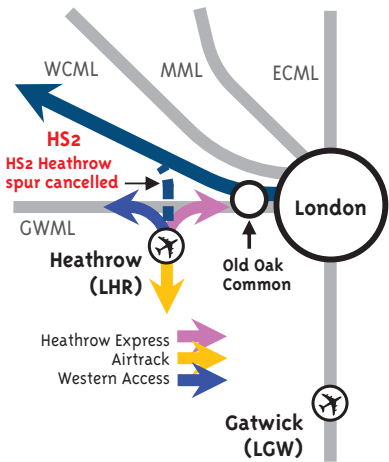 WCML
MML
ECML
HS2
HS2 Heathrow
spur cancelled
GWML
London
Heathrow
(LHR)
Old Oak
Common
Heathrow Express
Airtrack
Western Access
Gatwick
(LGW)